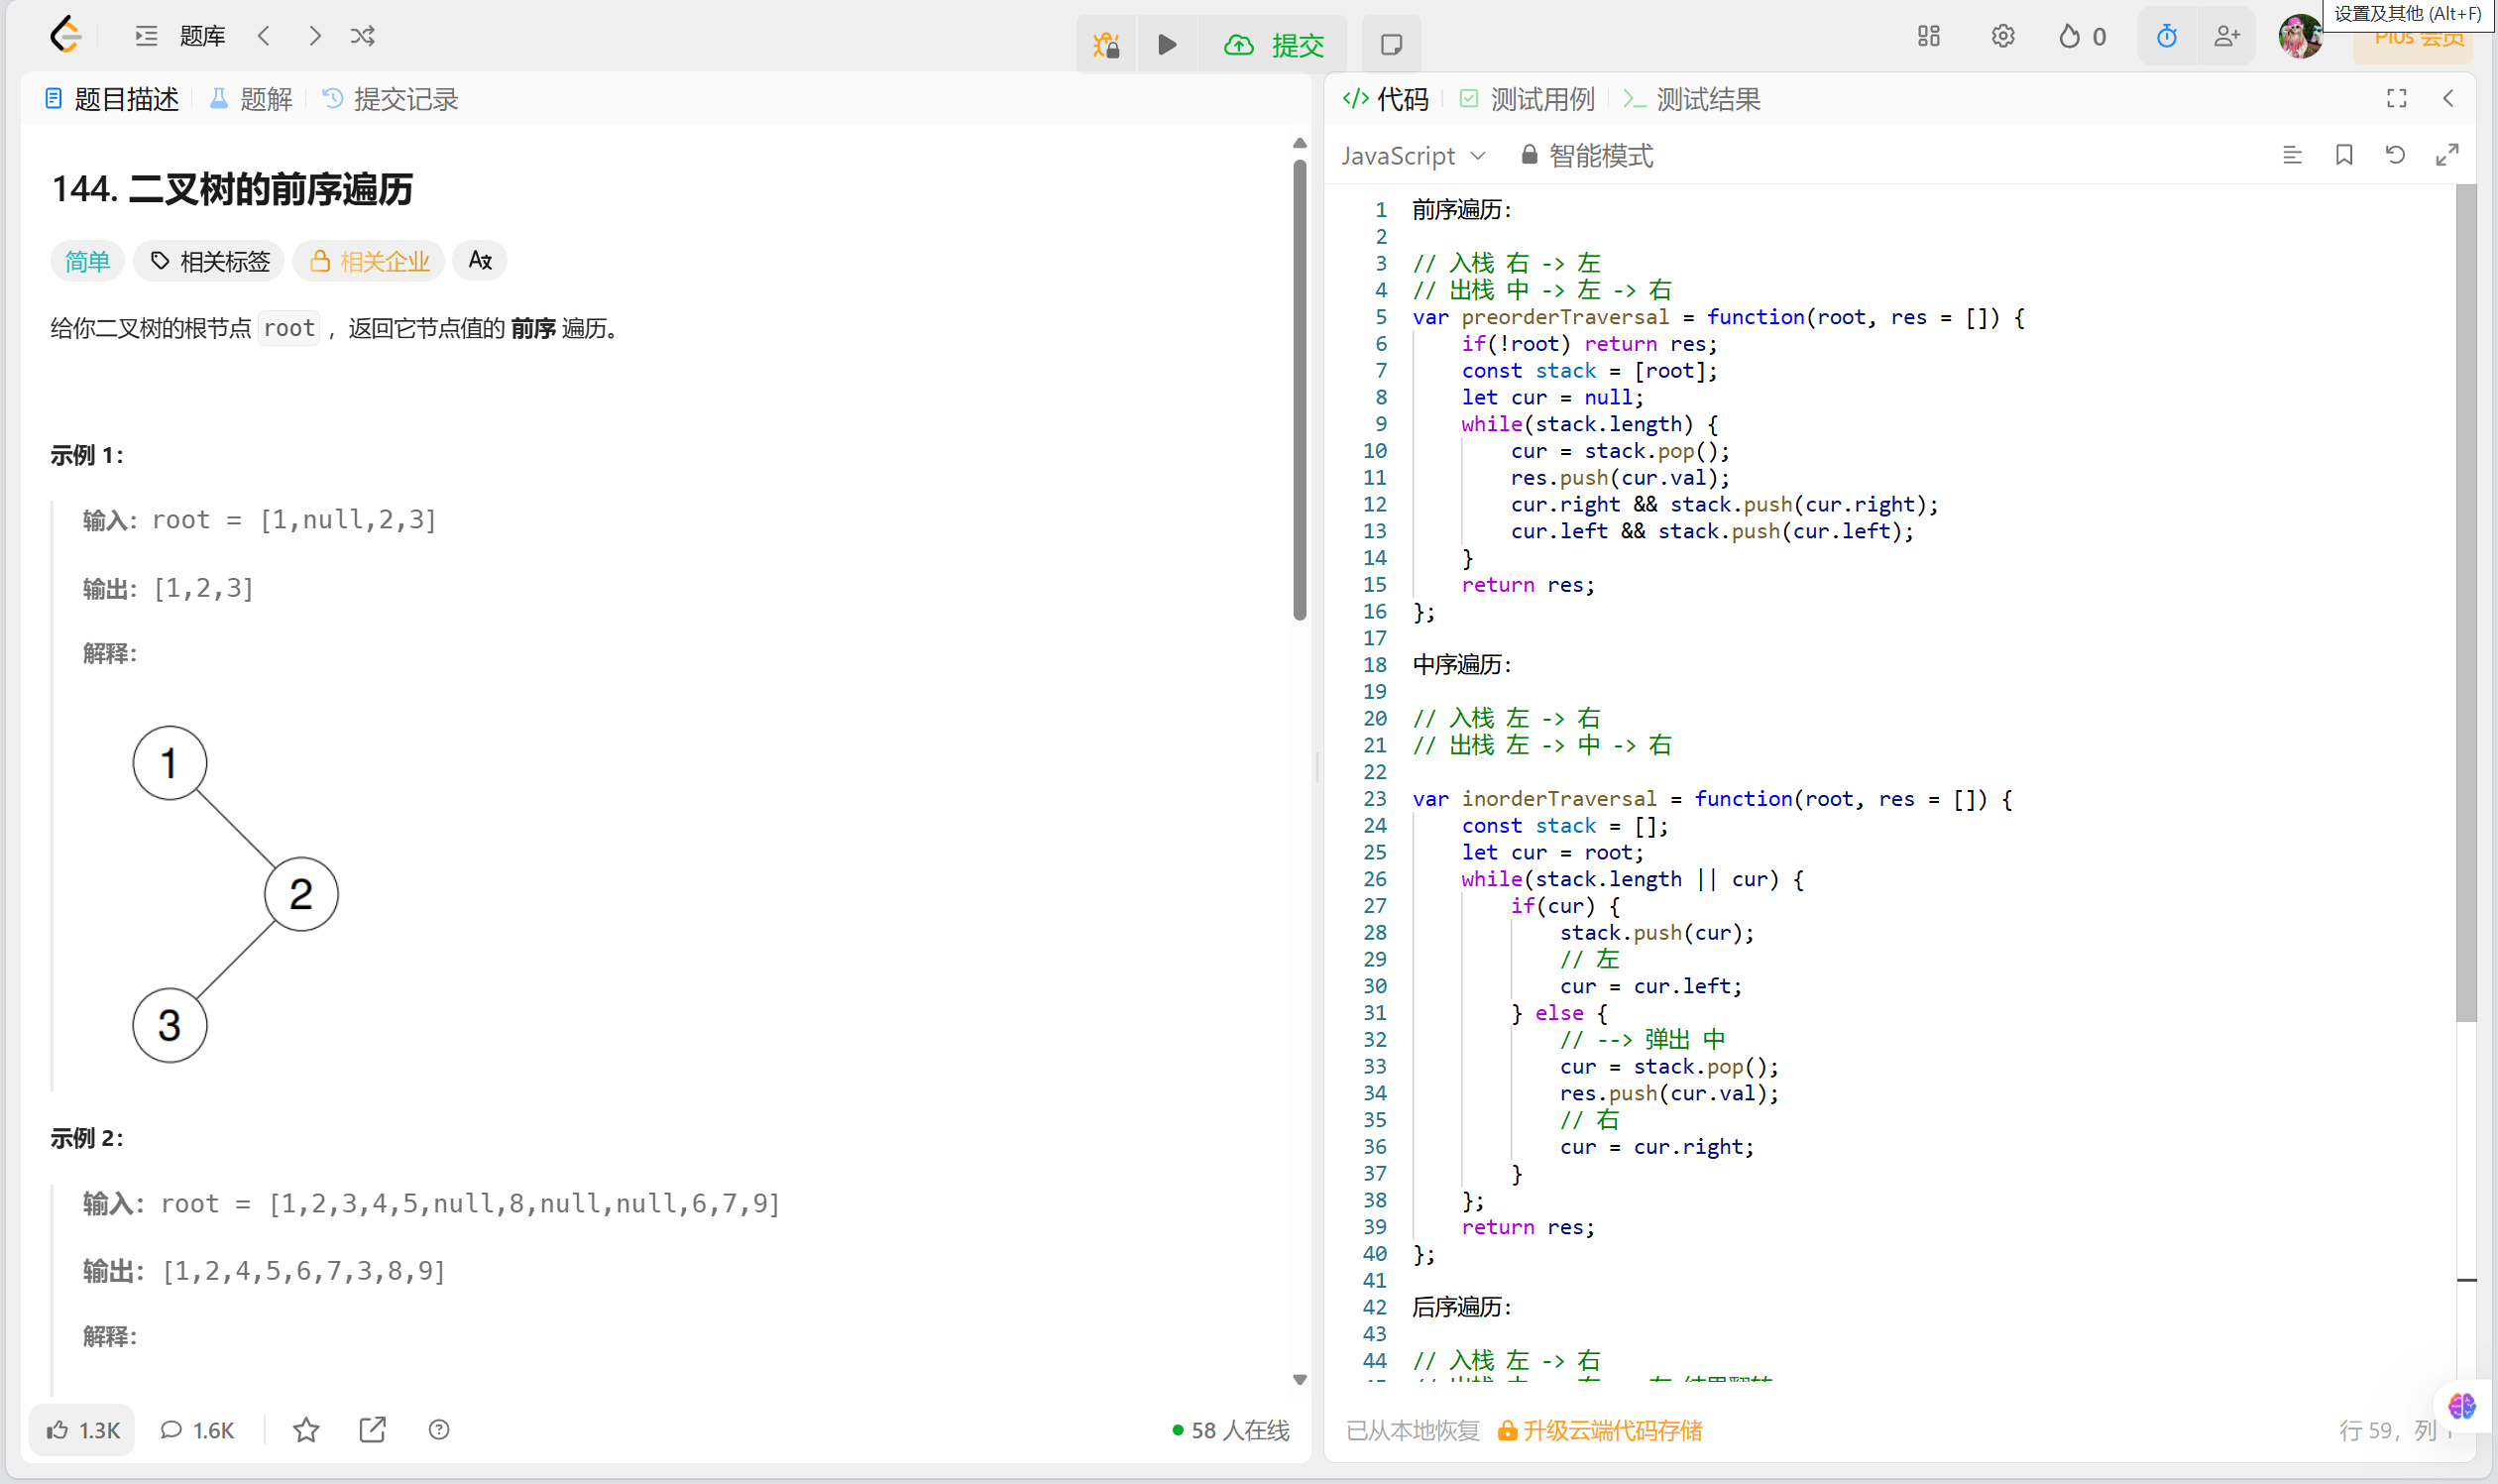 设置及其他 (Alt+F)
题库
提交
0
Plus 会员
题目描述
题解
提交记录
144. 二叉树的前序遍历
简单
相关标签
相关企业
给你二叉树的根节点 root ，返回它节点值的 前序 遍历。
示例 1：
输入：root = [1,null,2,3]
输出：[1,2,3]
解释：
1
2
3
示例 2：
输入：root = [1,2,3,4,5,null,8,null,null,6,7,9]
输出：[1,2,4,5,6,7,3,8,9]
解释：
1.3K
1.6K
58 人在线
代码
测试用例
测试结果
JavaScript
智能模式
1 前序遍历:
2
3 // 入栈 右 -> 左
4 // 出栈 中 -> 左 -> 右
5 var preorderTraversal = function(root, res = []) {
6 if(!root) return res;
7 const stack = [root];
8 let cur = null;
9 while(stack.length) {
10 cur = stack.pop();
11 res.push(cur.val);
12 cur.right && stack.push(cur.right);
13 cur.left && stack.push(cur.left);
14 }
15 return res;
16 };
17
18 中序遍历:
19
20 // 入栈 左 -> 右
21 // 出栈 左 -> 中 -> 右
22
23 var inorderTraversal = function(root, res = []) {
24 const stack = [];
25 let cur = root;
26 while(stack.length || cur) {
27 if(cur) {
28 stack.push(cur);
29 // 左
30 cur = cur.left;
31 } else {
32 // --> 弹出 中
33 cur = stack.pop();
34 res.push(cur.val);
35 // 右
36 cur = cur.right;
37 }
38 };
39 return res;
40 };
41
42 后序遍历:
43
44 // 入栈 左 -> 右
已从本地恢复
升级云端代码存储
行 59，列